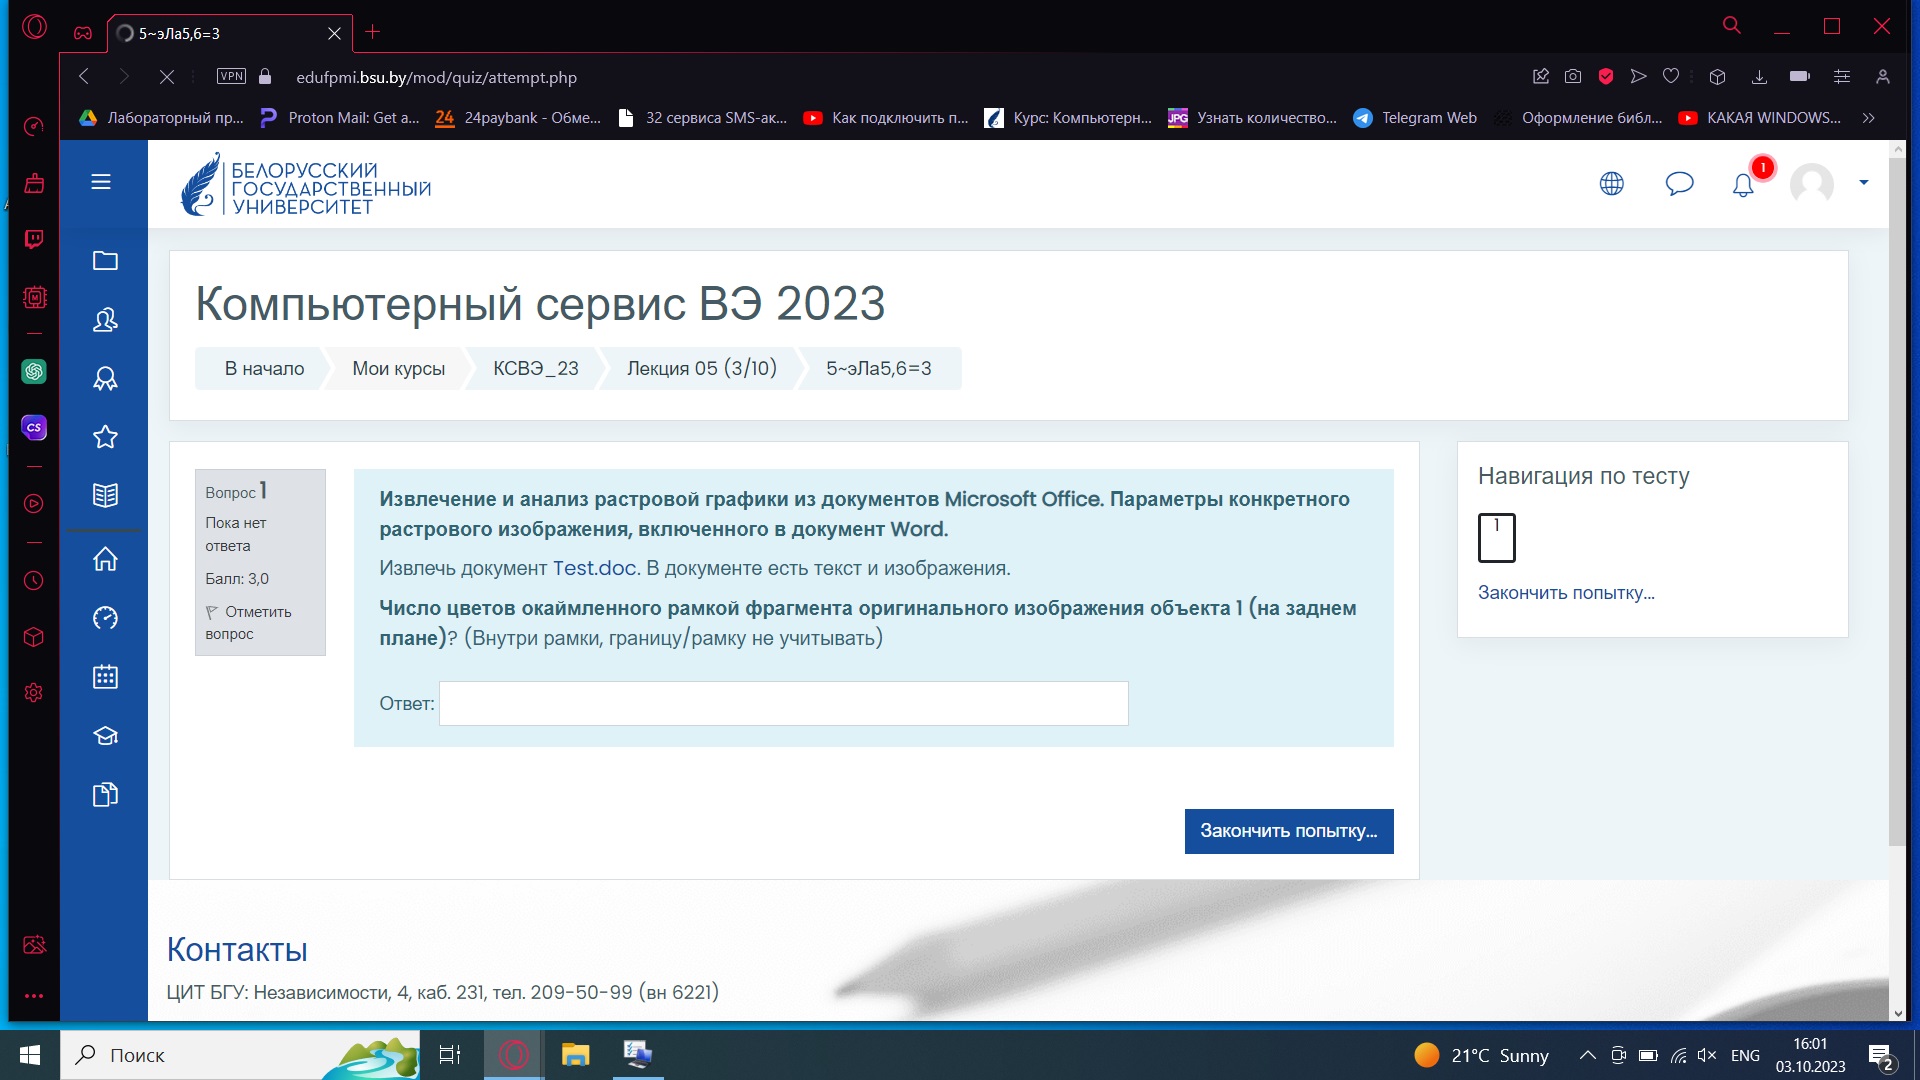 5~эЛа5,6=3
VPN
edufpmi.bsu.by/mod/quiz/attempt.php
Лабораторный пр...
Proton Mail: Get a...
24
24paybank - Обме...
32 сервиса SMS-ак...
Как подключить п...
Курс: Компьютерн...
JPG
Узнать количество...
Telegram Web
Оформление библ...
КАКАЯ WINDOWS...
БЕЛОРУССКИЙ
ГОСУДАРСТВЕННЫЙ
УНИВЕРСИТЕТ
1
M
CS
Компьютерный сервис ВЭ 2023
В начало
Мои курсы
КСВЭ_23
Лекция 05 (3/10)
5~эЛа5,6=3
Вопрос 1
Пока нет
ответа
Балл: 3,0
Отметить
вопрос
Извлечение и анализ растровой графики из документов Microsoft Office. Параметры конкретного
растрового изображения, включенного в документ Word.
Извлечь документ Test.doc. В документе есть текст и изображения.
Число цветов окаймленного рамкой фрагмента оригинального изображения объекта 1 (на заднем
плане)? (Внутри рамки, границу/рамку не учитывать)
Ответ:
Закончить попытку...
Навигация по тесту
1
Закончить попытку...
Контакты
ЦИТ БГУ: Независимости, 4, каб. 231, тел. 209-50-99 (вн 6221)
Поиск
21°C Sunny
ENG
16:01
03.10.2023
2